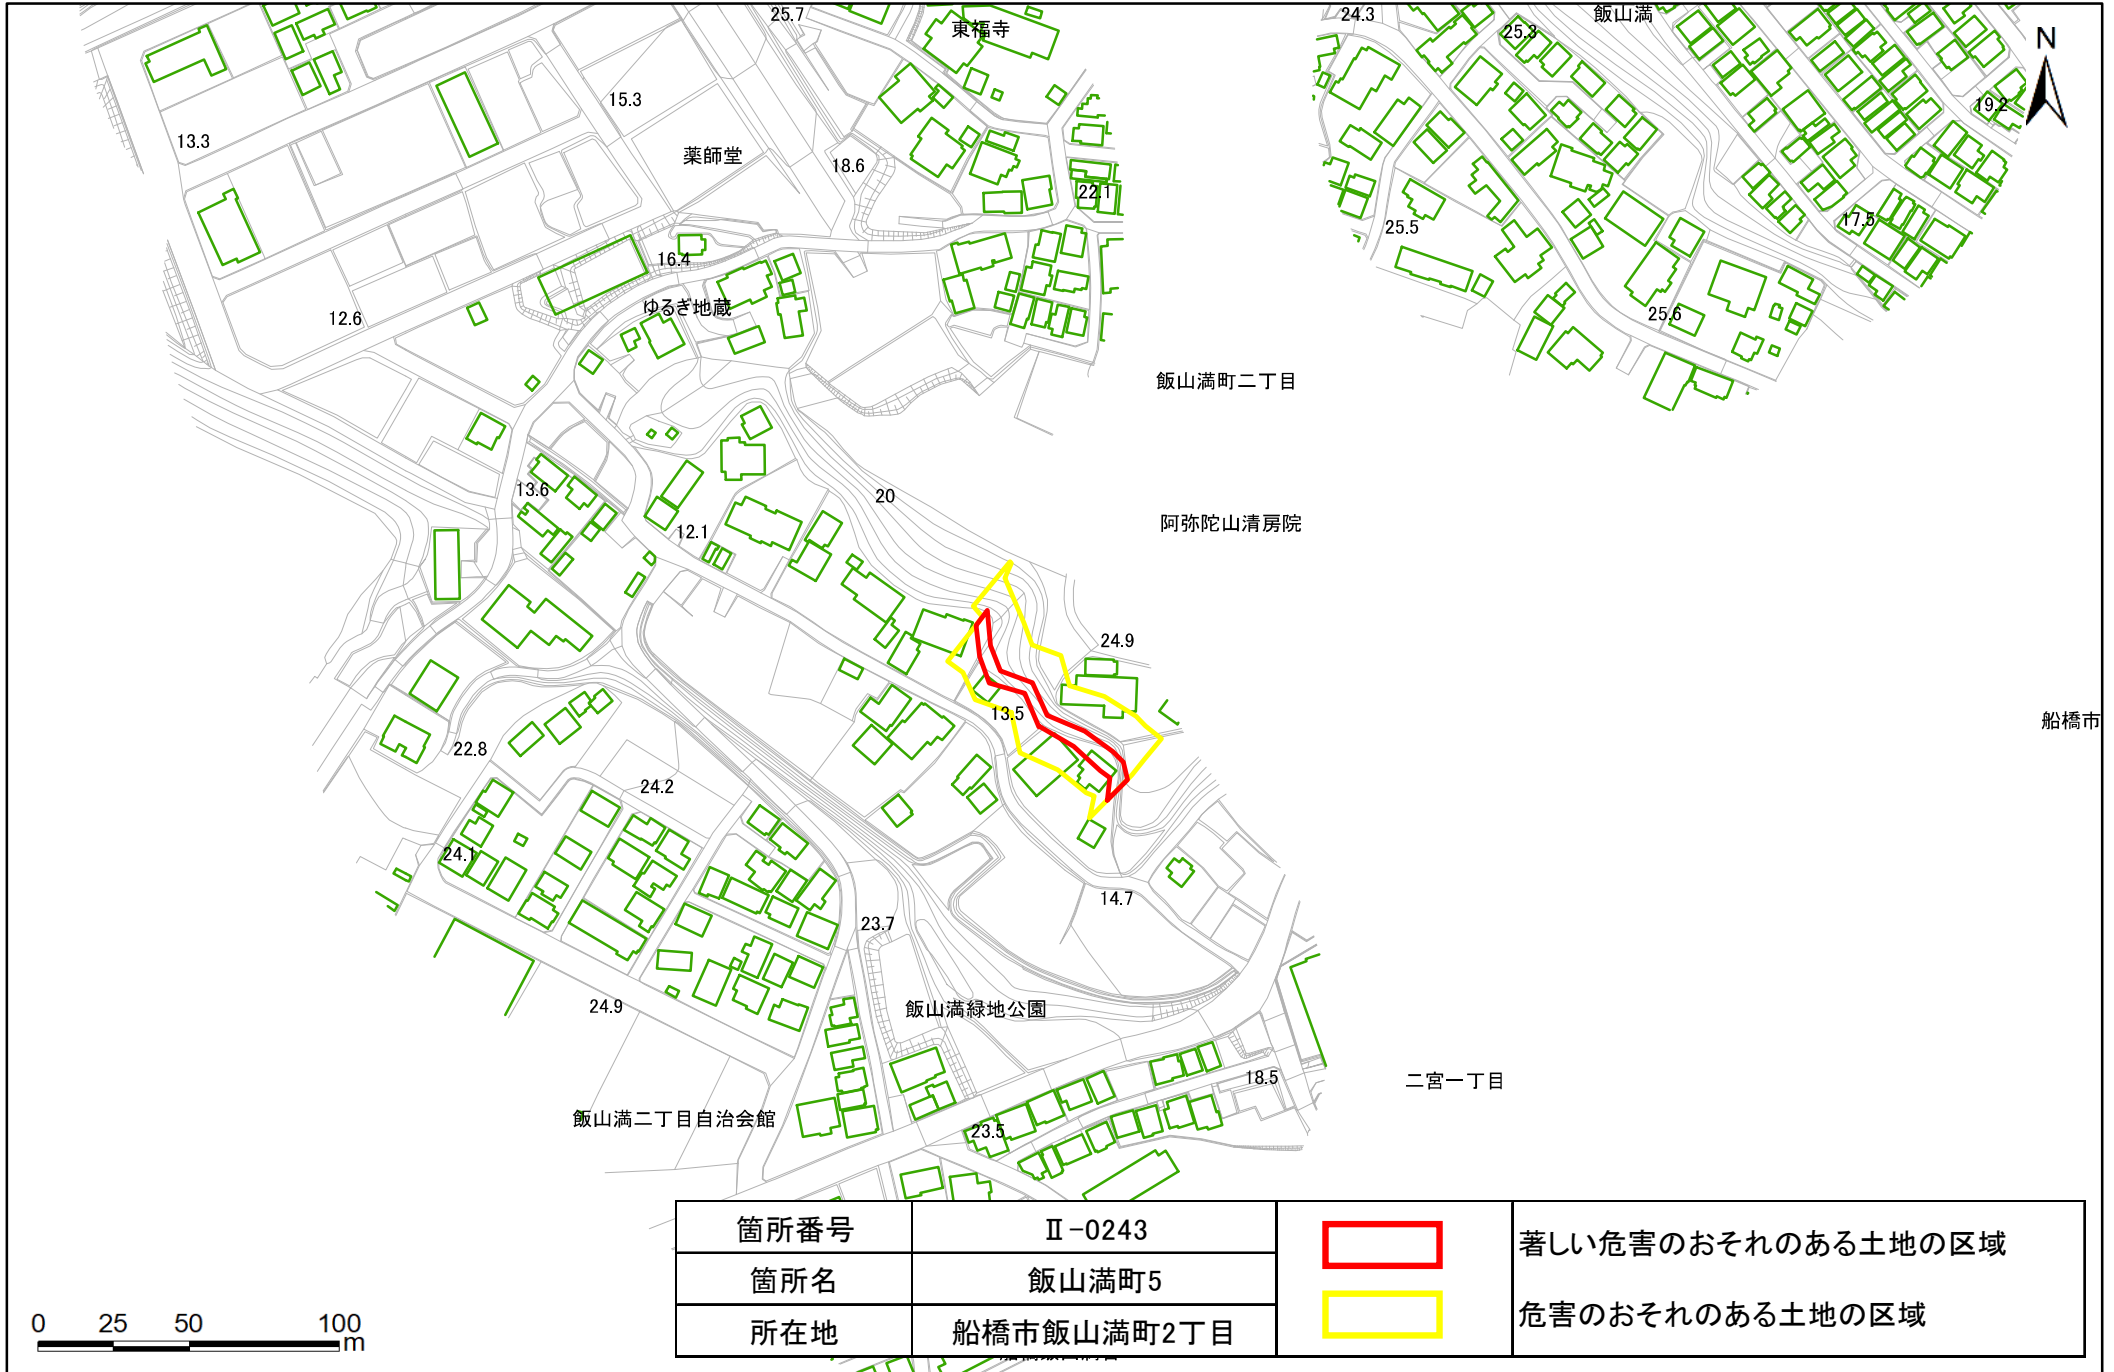 25.7
東福寺
24.3
飯山満
25.3
N
15.3
19.2
13.3
薬師堂
18.6
22.1
17.5
25.5
16.4
ゆるぎ地蔵
12.6
25.6
飯山満町二丁目
13.6
20
12.1
阿弥陀山清房院
24.9
13.5
船橋市
22.8
24.2
24.1
14.7
23.7
24.9
飯山満緑地公園
18.5
二宮一丁目
飯山満二丁目自治会館
23.5
箇所番号 Ⅱ-0243
箇所名 飯山満町5
所在地 船橋市飯山満町2丁目
著しい危害のおそれのある土地の区域
危害のおそれのある土地の区域
0 25 50 100
m